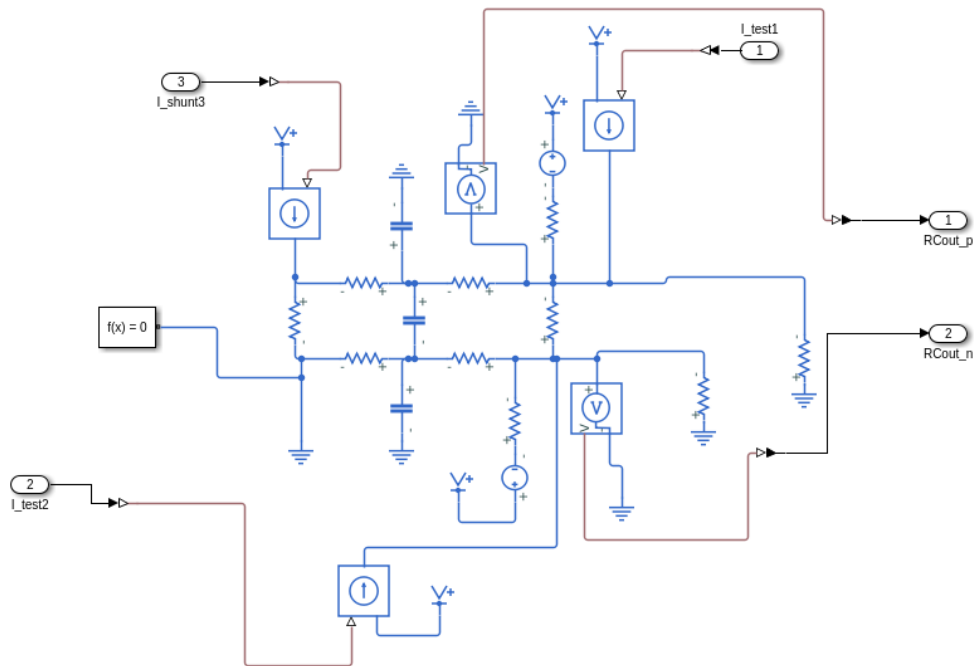 I_test1
1
3
I_shunt3
V+
V+
V+
V
1
RCout_p
f(x) = 0
2
RCout_n
V
V+
2
I_test2
V+